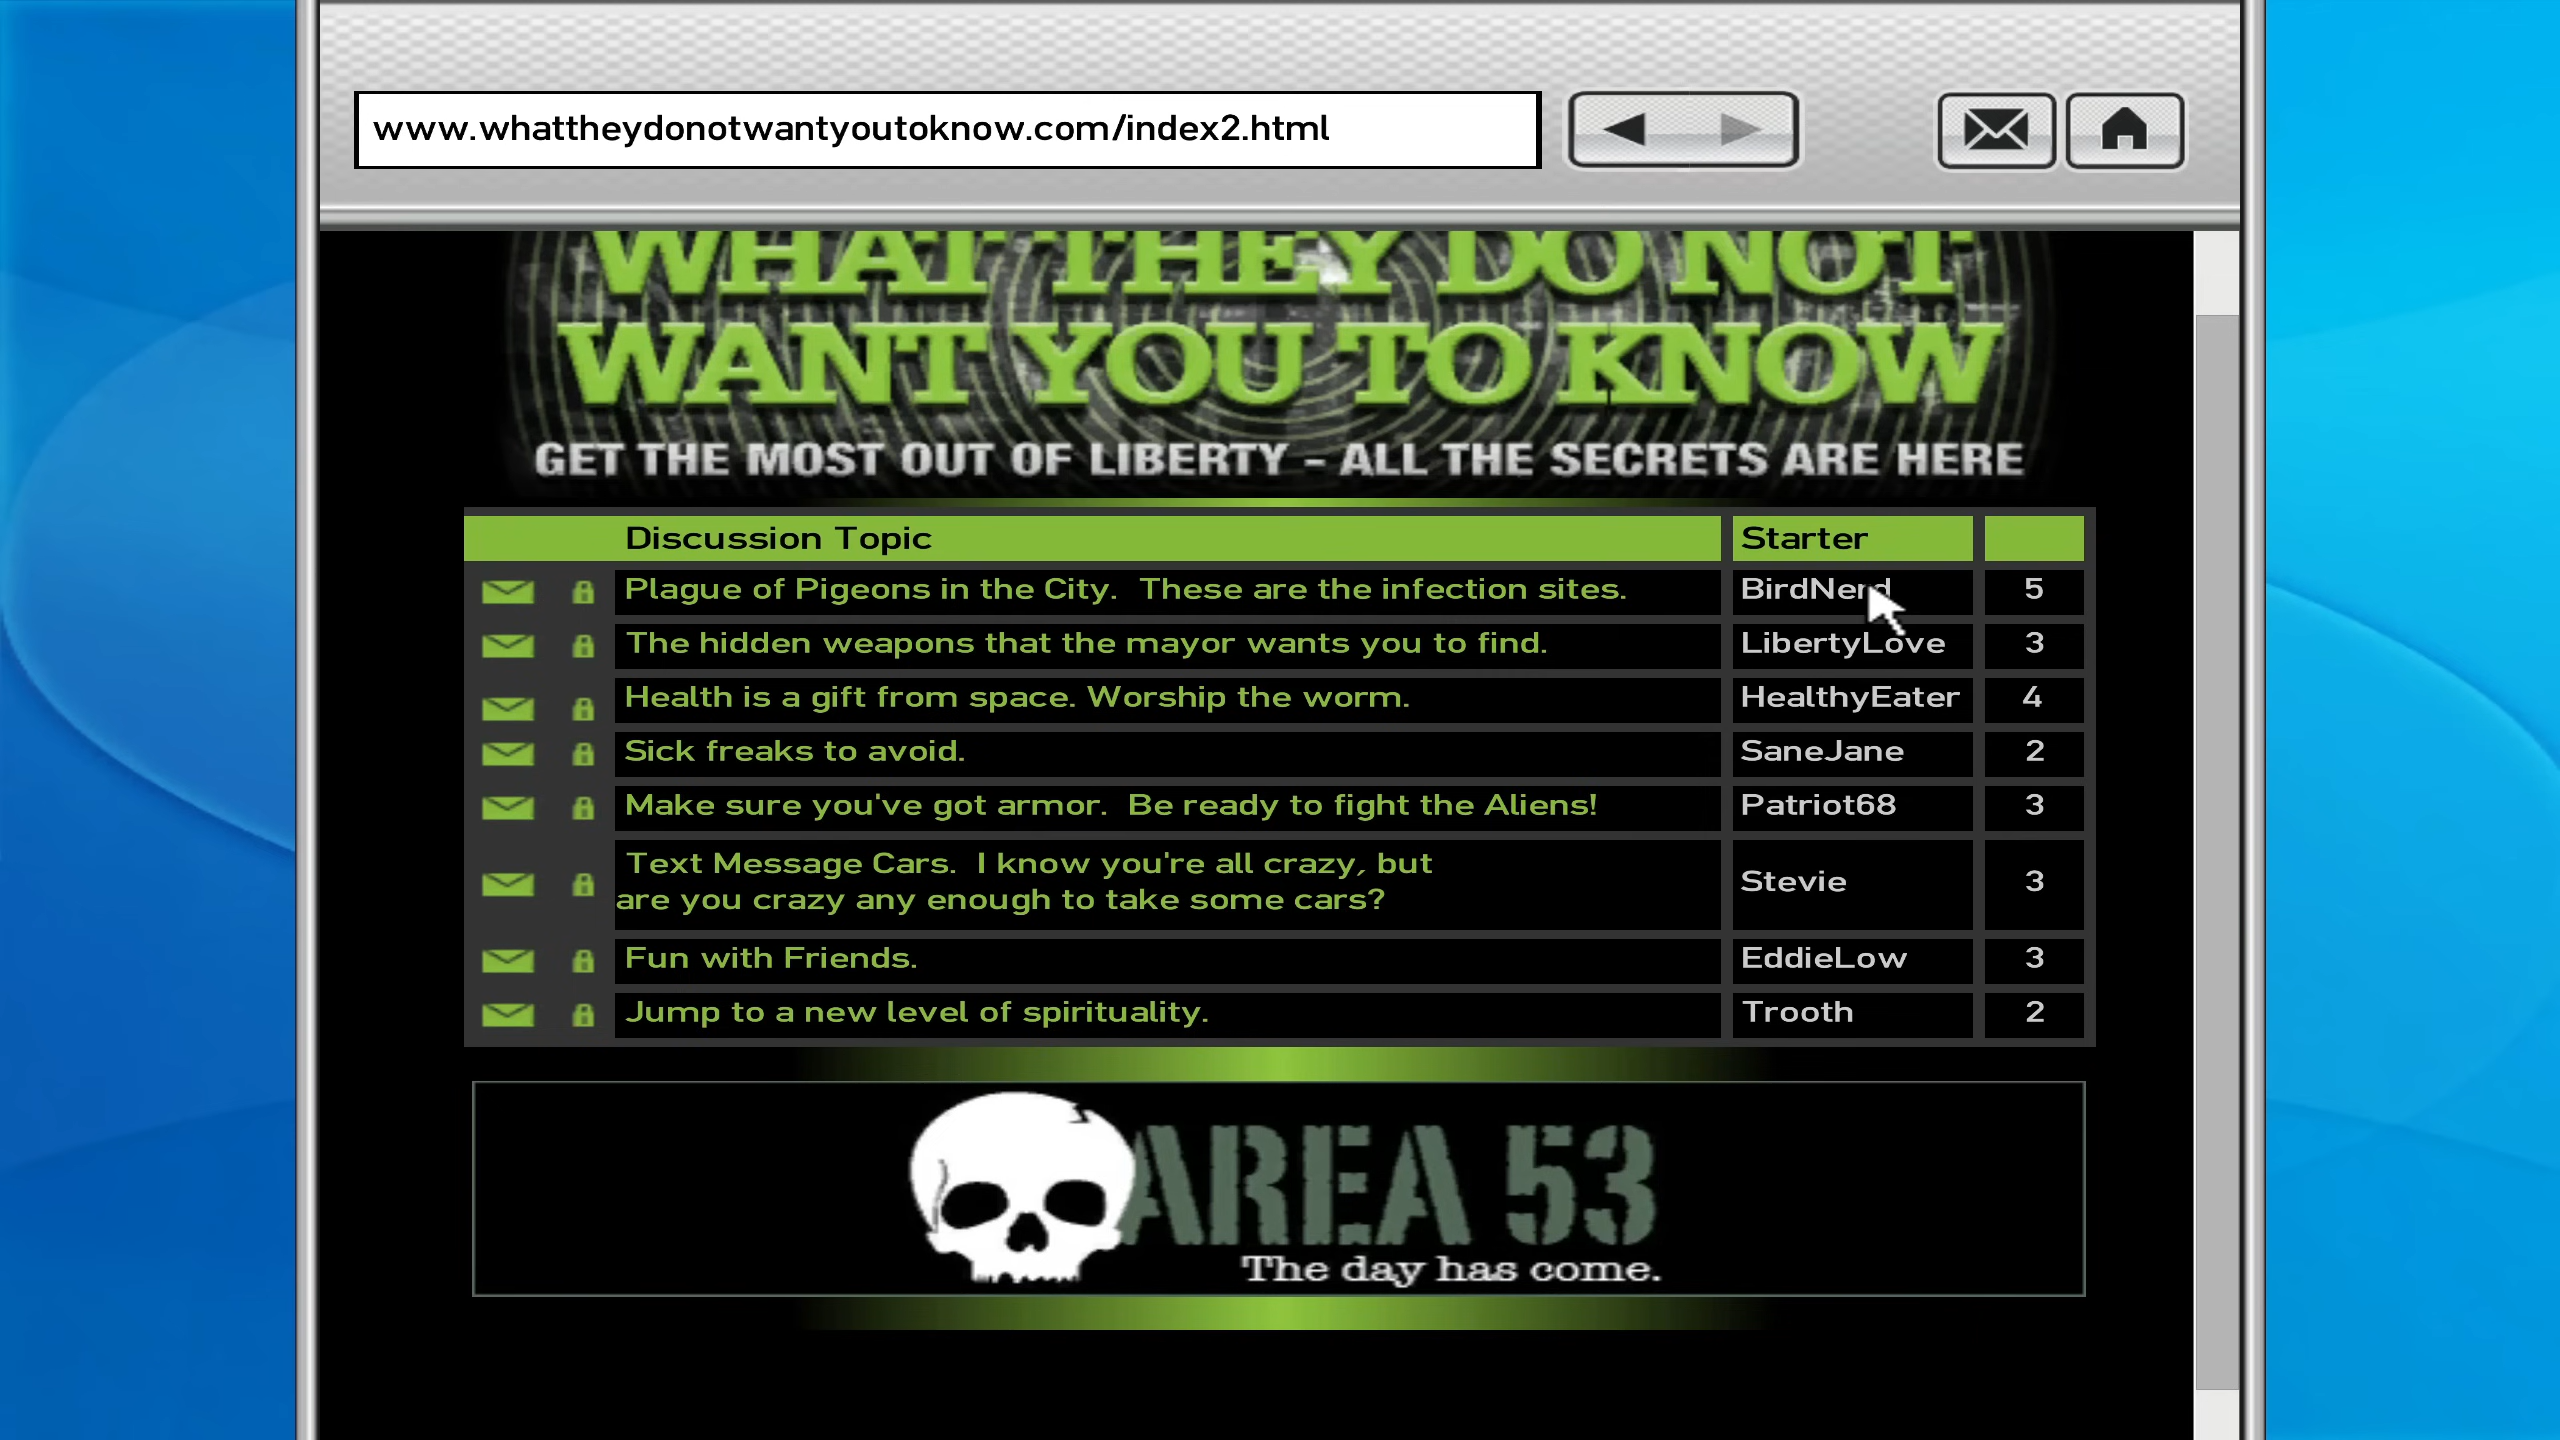 www.whattheydonotwantyoutoknow.com/index2.html
WHAT THEY DO NOT
WANT YOU TO KNOW
GET THE MOST OUT OF LIBERTY - ALL THE SECRETS ARE HERE
Discussion Topic Starter
Plague of Pigeons in the City.  These are the infection sites. BirdNerd 5
The hidden weapons that the mayor wants you to find. LibertyLove 3
Health is a gift from space. Worship the worm. HealthyEater 4
Sick freaks to avoid. SaneJane 2
Make sure you've got armor.  Be ready to fight the Aliens! Patriot68 3
Text Message Cars.  I know you're all crazy, but
are you crazy any enough to take some cars? Stevie 3
Fun with Friends. EddieLow 3
Jump to a new level of spirituality. Trooth 2
AREA 53
The day has come.